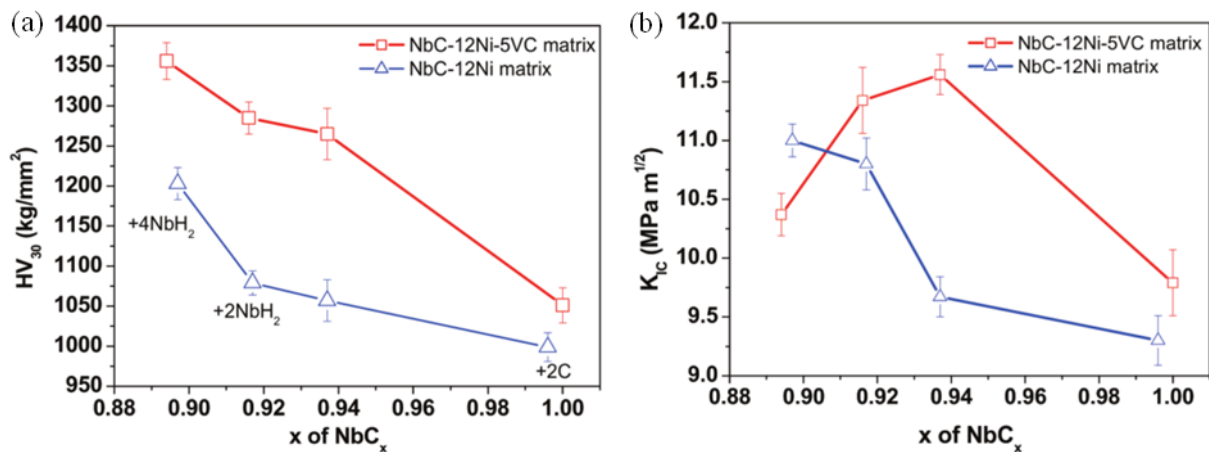 (a)
NbC-12Ni-5VC matrix
NbC-12Ni matrix
HV30 (kg/mm²)
1400
1350
1300
1250
1200
1150
1100
1050
1000
950
+4NbH2
+2NbH2
+2C
0.88 0.90 0.92 0.94 0.96 0.98 1.00
x of NbCx
(b)
NbC-12Ni-5VC matrix
NbC-12Ni matrix
KIC (MPa m1/2)
12.0
11.5
11.0
10.5
10.0
9.5
9.0
0.88 0.90 0.92 0.94 0.96 0.98 1.00
x of NbCx